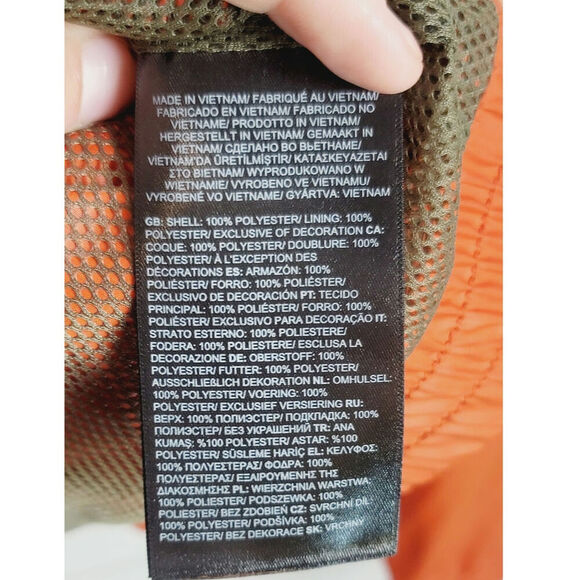 MADE IN VIETNAM/ FABRIQUÉ AU VIETNAM/
FABRICADO EN VIETNAM/ FABRICADO NO
VIETNAME/ PRODOTTO IN VIETNAM/
HERGESTELLT IN VIETNAM/ GEMAAKT IN
VIETNAM/ СДЕЛАНО ВО ВЬЕТНАМЕ/
VIETNAM'DA ÜRETİLMİŞTİR/ ΚΑΤΑΣΚΕΥΑΖΕΤΑΙ
ΣΤΟ ΒΙΕΤΝΑΜ/ WYPRODUKOWANO W
WIETNAMIE/ VYROBENO VE VIETNAMU/
VYROBENÉ VO VIETNAME/ GYÁRTVA: VIETNAM
GB: SHELL: 100% POLYESTER/ LINING: 100%
POLYESTER/ EXCLUSIVE OF DECORATION CA:
COQUE: 100% POLYESTER/ DOUBLURE: 100%
POLYESTER/ À L'EXCEPTION DES
DÉCORATIONS ES: ARMAZÓN: 100%
POLIÉSTER/ FORRO: 100% POLIÉSTER/
EXCLUSIVO DE DECORACIÓN PT: TECIDO
PRINCIPAL: 100% POLIÉSTER/ FORRO: 100%
POLIÉSTER/ EXCLUSIVO PARA DECORAÇÃO IT:
STRATO ESTERNO: 100% POLIESTERE/
FODERA: 100% POLIESTERE/ ESCLUSA LA
DECORAZIONE DE: OBERSTOFF: 100%
POLYESTER/ FUTTER: 100% POLYESTER/
AUSSCHLIEßLICH DEKORATION NL: OMHULSEL:
100% POLYESTER/ VOERING: 100%
POLYESTER/ EXCLUSIEF VERSIERING RU:
ВЕРХ: 100% ПОЛИЭСТЕР/ ПОДКЛАДКА: 100%
ПОЛИЭСТЕР/ БЕЗ УКРАШЕНИЙ TR: ANA
KUMAŞ: %100 POLYESTER/ ASTAR: %100
POLYESTER/ SÜSLEME HARİÇ EL: ΚΕΛΥΦΟΣ:
100% ΠΟΛΥΕΣΤΕΡΑΣ/ ΦΟΔΡΑ: 100%
ΠΟΛΥΕΣΤΕΡΑΣ/ ΕΞΑΙΡΟΥΜΕΝΗΣ ΤΗΣ
ΔΙΑΚΟΣΜΗΣΗΣ PL: WIERZCHNIA WARSTWA:
100% POLIESTER/ PODSZEWKA: 100%
POLIESTER/ BEZ ZDOBIEŃ CZ: SVRCHNÍ DÍL:
100% POLYESTER/ PODŠÍVKA: 100%
POLYESTER/ BEZ DEKORACE SK: VRCHNÝ